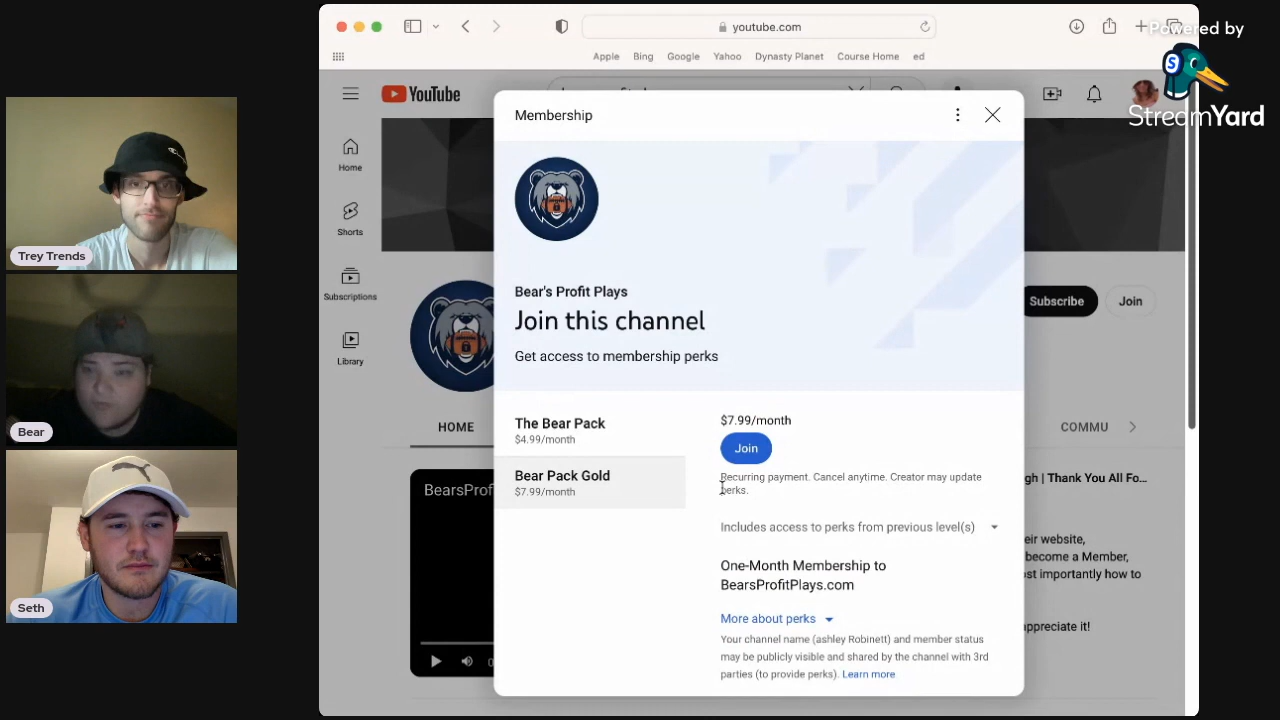 youtube.com
Powered by
StreamYard
Apple Bing Google Yahoo Dynasty Planet Course Home ed
YouTube
Home
Shorts
Subscriptions
Library
Membership
Bear's Profit Plays
Join this channel
Get access to membership perks
Subscribe Join
HOME
COMMU
The Bear Pack
$4.99/month
Bear Pack Gold
$7.99/month
$7.99/month
Join
Recurring payment. Cancel anytime. Creator may update
perks.
Includes access to perks from previous level(s)
One-Month Membership to
BearsProfitPlays.com
More about perks
Your channel name (ashley Robinett) and member status
may be publicly visible and shared by the channel with 3rd
parties (to provide perks). Learn more
BearsProf
gh | Thank You All Fo...
eir website,
become a Member,
st importantly how to
appreciate it!
Trey Trends
Bear
Seth